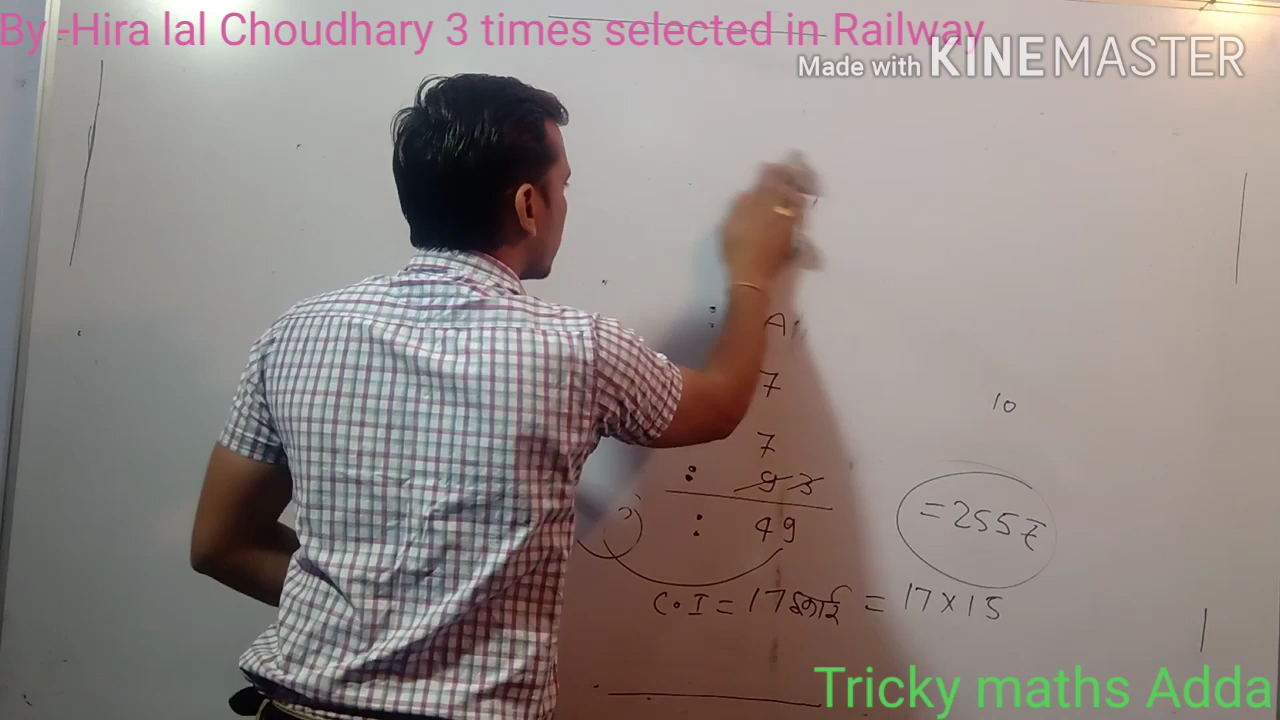 By -Hira lal Choudhary 3 times selected in Railway
Made with KINEMASTER
: A
7
10
7
:
: 49
= 255₹
C.I = 17 इकाई = 17×15
Tricky maths Adda